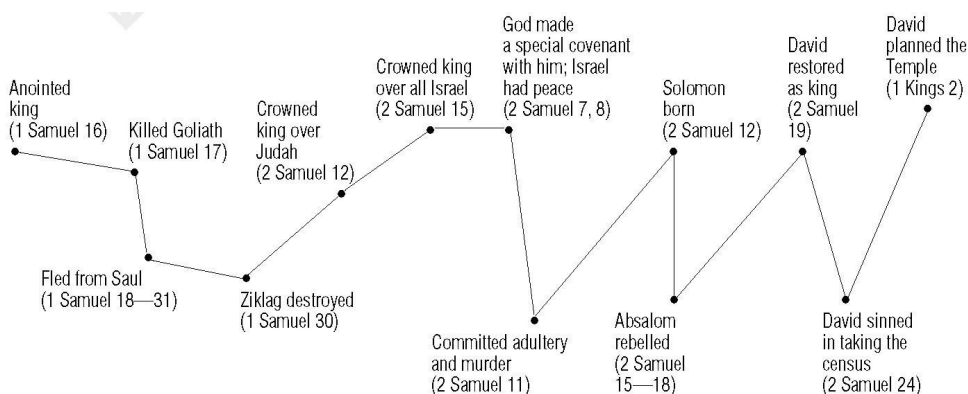 Anointed
king
(1 Samuel 16)
Killed Goliath
(1 Samuel 17)
Fled from Saul
(1 Samuel 18—31)
Ziklag destroyed
(1 Samuel 30)
Crowned
king over
Judah
(2 Samuel 12)
Crowned king
over all Israel
(2 Samuel 15)
God made
a special covenant
with him; Israel
had peace
(2 Samuel 7, 8)
Committed adultery
and murder
(2 Samuel 11)
Solomon
born
(2 Samuel 12)
Absalom
rebelled
(2 Samuel
15—18)
David
restored
as king
(2 Samuel
19)
David sinned
in taking the
census
(2 Samuel 24)
David
planned the
Temple
(1 Kings 2)